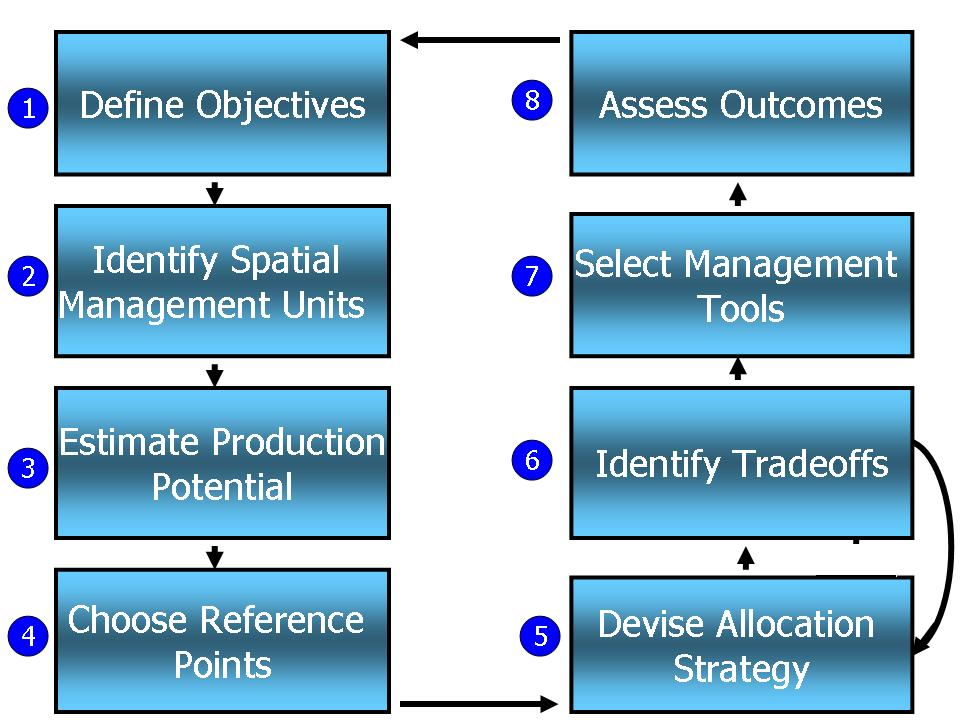 1
Define Objectives
2
Identify Spatial
Management Units
3
Estimate Production
Potential
4
Choose Reference
Points
5
Devise Allocation
Strategy
6
Identify Tradeoffs
7
Select Management
Tools
8
Assess Outcomes